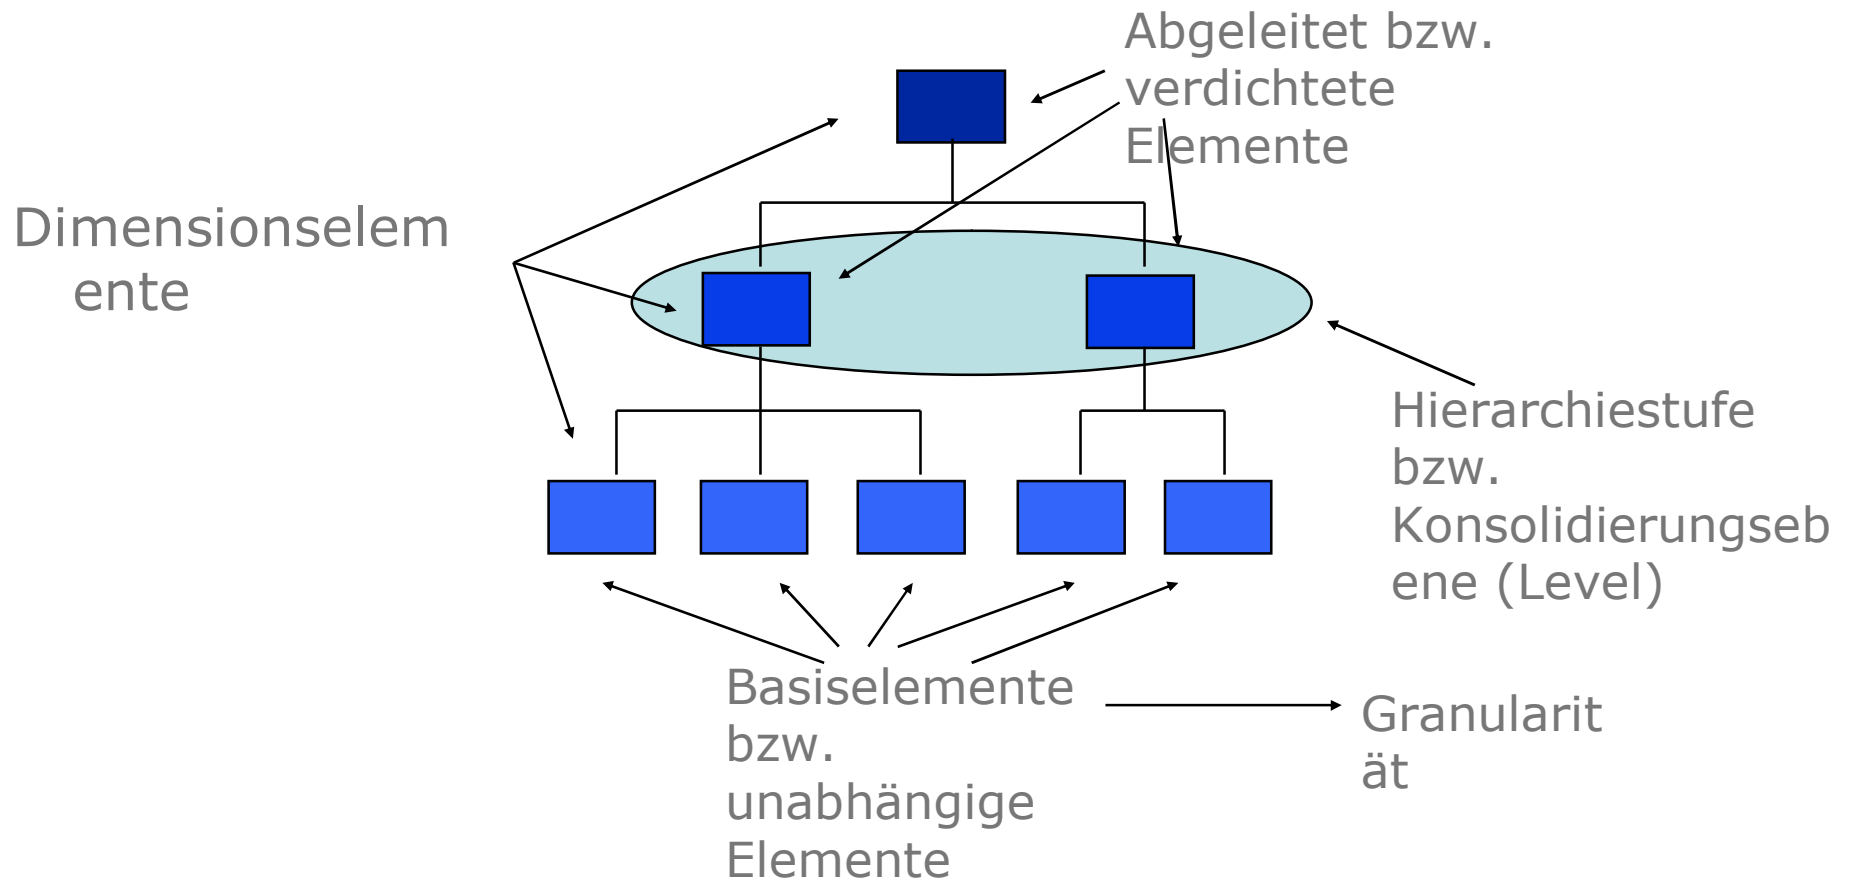 Abgeleitet bzw.
verdichtete
Elemente
Dimensionselem
ente
Hierarchiestufe
bzw.
Konsolidierungseb
ene (Level)
Basiselemente
bzw.
unabhängige
Elemente
Granularit
ät